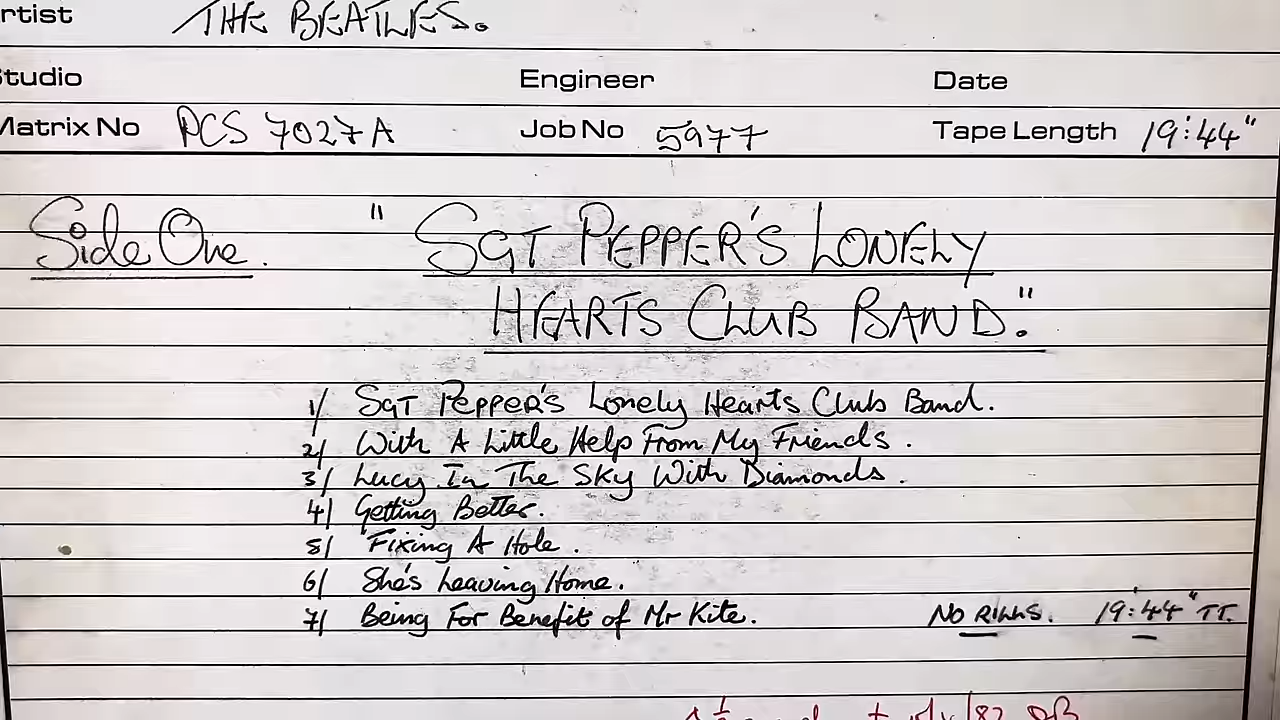 rtist THE BEATLES.
tudio Engineer Date
Matrix No PCS 7027A Job No 5977 Tape Length 19:44"
Side One. "SGT PEPPER'S LONELY
HEARTS CLUB BAND."
1/ SGT Pepper's Lonely Hearts Club Band.
2/ With A Little Help From My Friends.
3/ Lucy In The Sky With Diamonds.
4/ Getting Better.
5/ Fixing A Hole.
6/ She's Leaving Home.
7/ Being For Benefit of Mr Kite. NO RILLS. 19:44" TT.